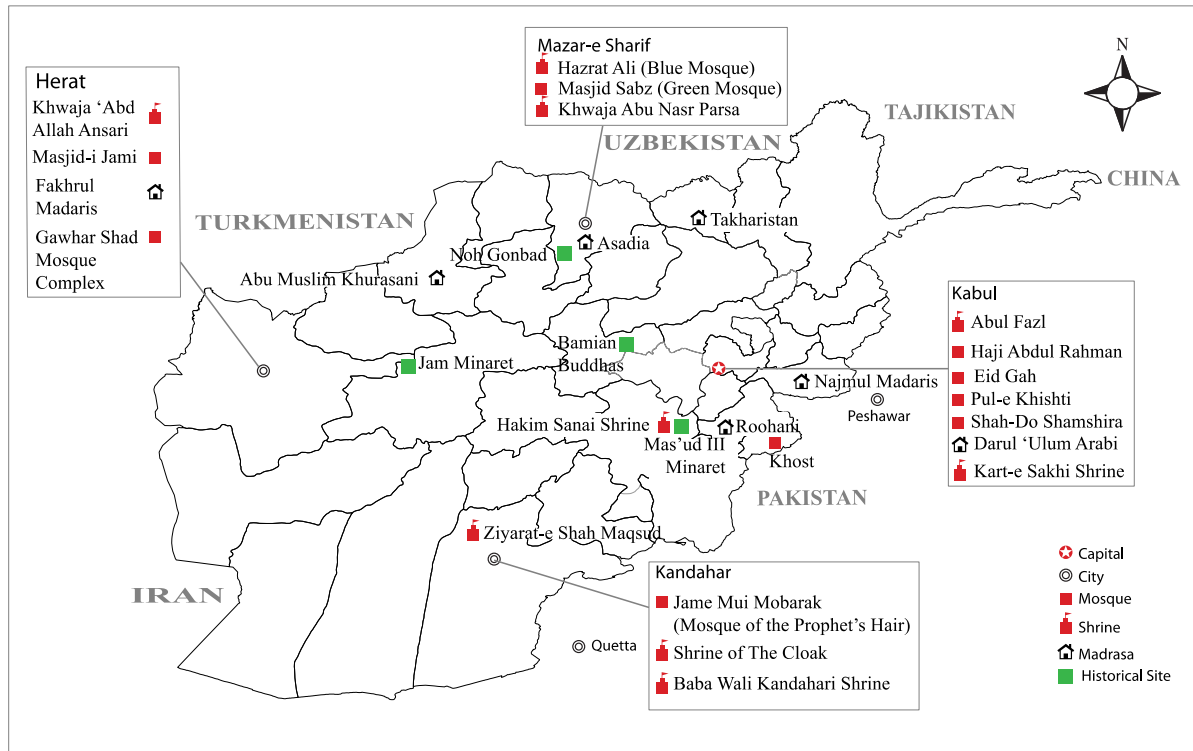 Herat
Khwaja ‘Abd
Allah Ansari
Masjid-i Jami
Fakhrul
Madaris
Gawhar Shad
Mosque
Complex
Mazar-e Sharif
Hazrat Ali (Blue Mosque)
Masjid Sabz (Green Mosque)
Khwaja Abu Nasr Parsa
N
TAJIKISTAN
UZBEKISTAN
CHINA
TURKMENISTAN
Takharistan
Noh Gonbad
Asadia
Abu Muslim Khurasani
Bamian
Buddhas
Jam Minaret
Kabul
Abul Fazl
Haji Abdul Rahman
Eid Gah
Pul-e Khishti
Shah-Do Shamshira
Darul ‘Ulum Arabi
Kart-e Sakhi Shrine
Najmul Madaris
Peshawar
Hakim Sanai Shrine
Mas’ud III
Minaret
Roohani
Khost
PAKISTAN
Ziyarat-e Shah Maqsud
IRAN
Kandahar
Jame Mui Mobarak
(Mosque of the Prophet’s Hair)
Shrine of The Cloak
Baba Wali Kandahari Shrine
Quetta
Capital
City
Mosque
Shrine
Madrasa
Historical Site